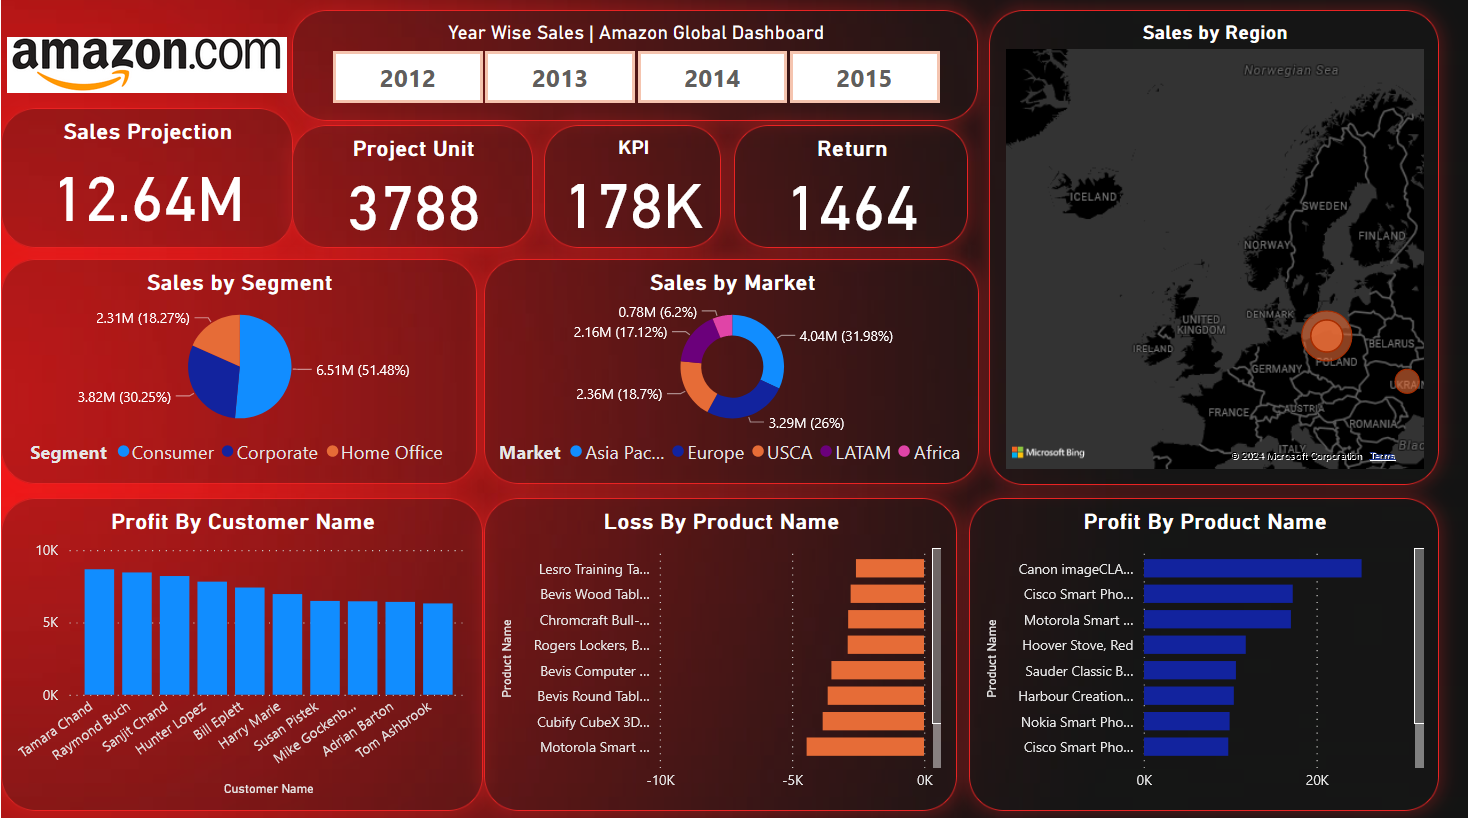 amazon.com
Year Wise Sales | Amazon Global Dashboard
2012
2013
2014
2015
Sales Projection
12.64M
Project Unit
3788
KPI
178K
Return
1464
Sales by Region
Norwegian Sea
ICELAND
SWEDEN
FINLAND
NORWAY
UNITED
KINGDOM
DENMARK
IRELAND
BELARUS
POLAND
GERMANY
UKRAIN
FRANCE
AUSTRIA
ROMANIA
ITALY
Blac
Microsoft Bing
© 2024 Microsoft Corporation Terms
Sales by Segment
2.31M (18.27%)
6.51M (51.48%)
3.82M (30.25%)
Segment Consumer Corporate Home Office
Sales by Market
0.78M (6.2%)
2.16M (17.12%)
4.04M (31.98%)
2.36M (18.7%)
3.29M (26%)
Market Asia Pac... Europe USCA LATAM Africa
Profit By Customer Name
10K
5K
0K
Tamara Chand
Raymond Buch
Sanjit Chand
Hunter Lopez
Bill Eplett
Harry Marie
Susan Pistek
Mike Gockenb...
Adrian Barton
Tom Ashbrook
Customer Name
Loss By Product Name
Product Name
Lesro Training Ta...
Bevis Wood Tabl...
Chromcraft Bull-...
Rogers Lockers, B...
Bevis Computer ...
Bevis Round Tabl...
Cubify CubeX 3D...
Motorola Smart ...
-10K
-5K
0K
Profit By Product Name
Product Name
Canon imageCLA...
Cisco Smart Pho...
Motorola Smart ...
Hoover Stove, Red
Sauder Classic B...
Harbour Creation...
Nokia Smart Pho...
Cisco Smart Pho...
0K
20K